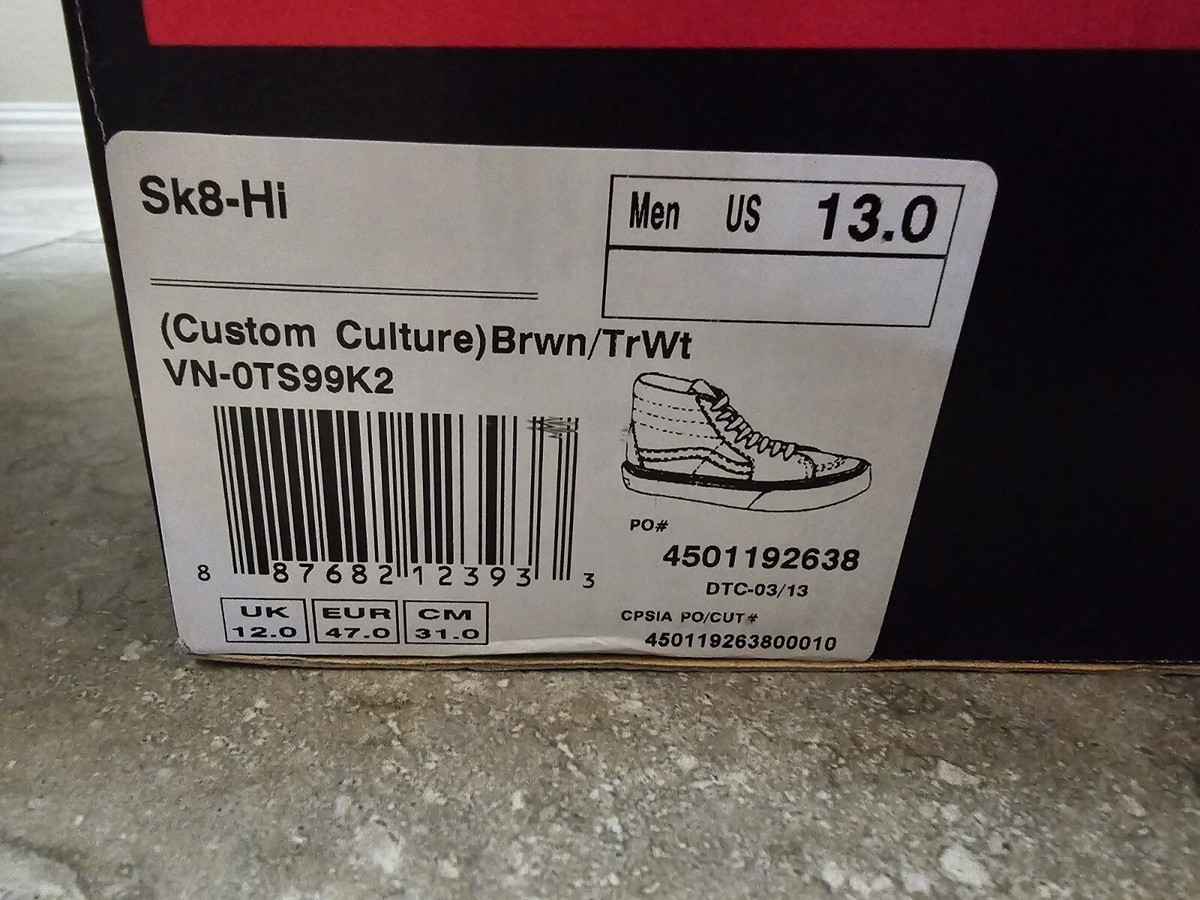 Sk8-Hi
Men US 13.0
(Custom Culture)Brwn/TrWt
VN-0TS99K2
8 87682 12393 3
PO#
4501192638
DTC-03/13
CPSIA PO/CUT#
450119263800010
UK EUR CM
12.0 47.0 31.0